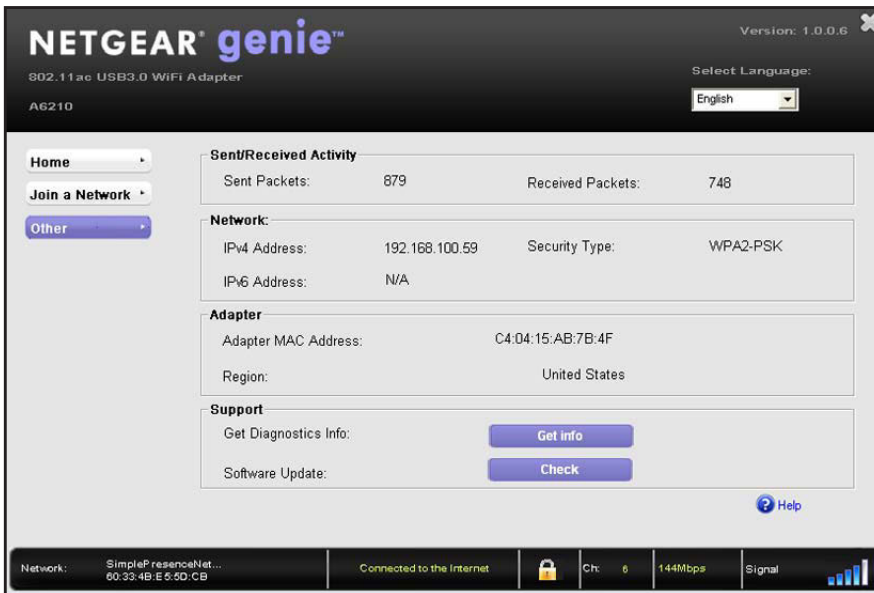 NETGEAR® genie™
Version: 1.0.0.6
802.11ac USB3.0 WiFi Adapter
Select Language:
A6210
English
Home
Join a Network
Other
Sent/Received Activity
Sent Packets: 879 Received Packets: 748
Network:
IPv4 Address: 192.168.100.59 Security Type: WPA2-PSK
IPv6 Address: N/A
Adapter
Adapter MAC Address: C4:04:15:AB:7B:4F
Region: United States
Support
Get Diagnostics Info: Get info
Software Update: Check
? Help
Network: SimplePresenceNet... Connected to the Internet Ch: 6 144Mbps Signal
60:33:4B:E5:5D:CB